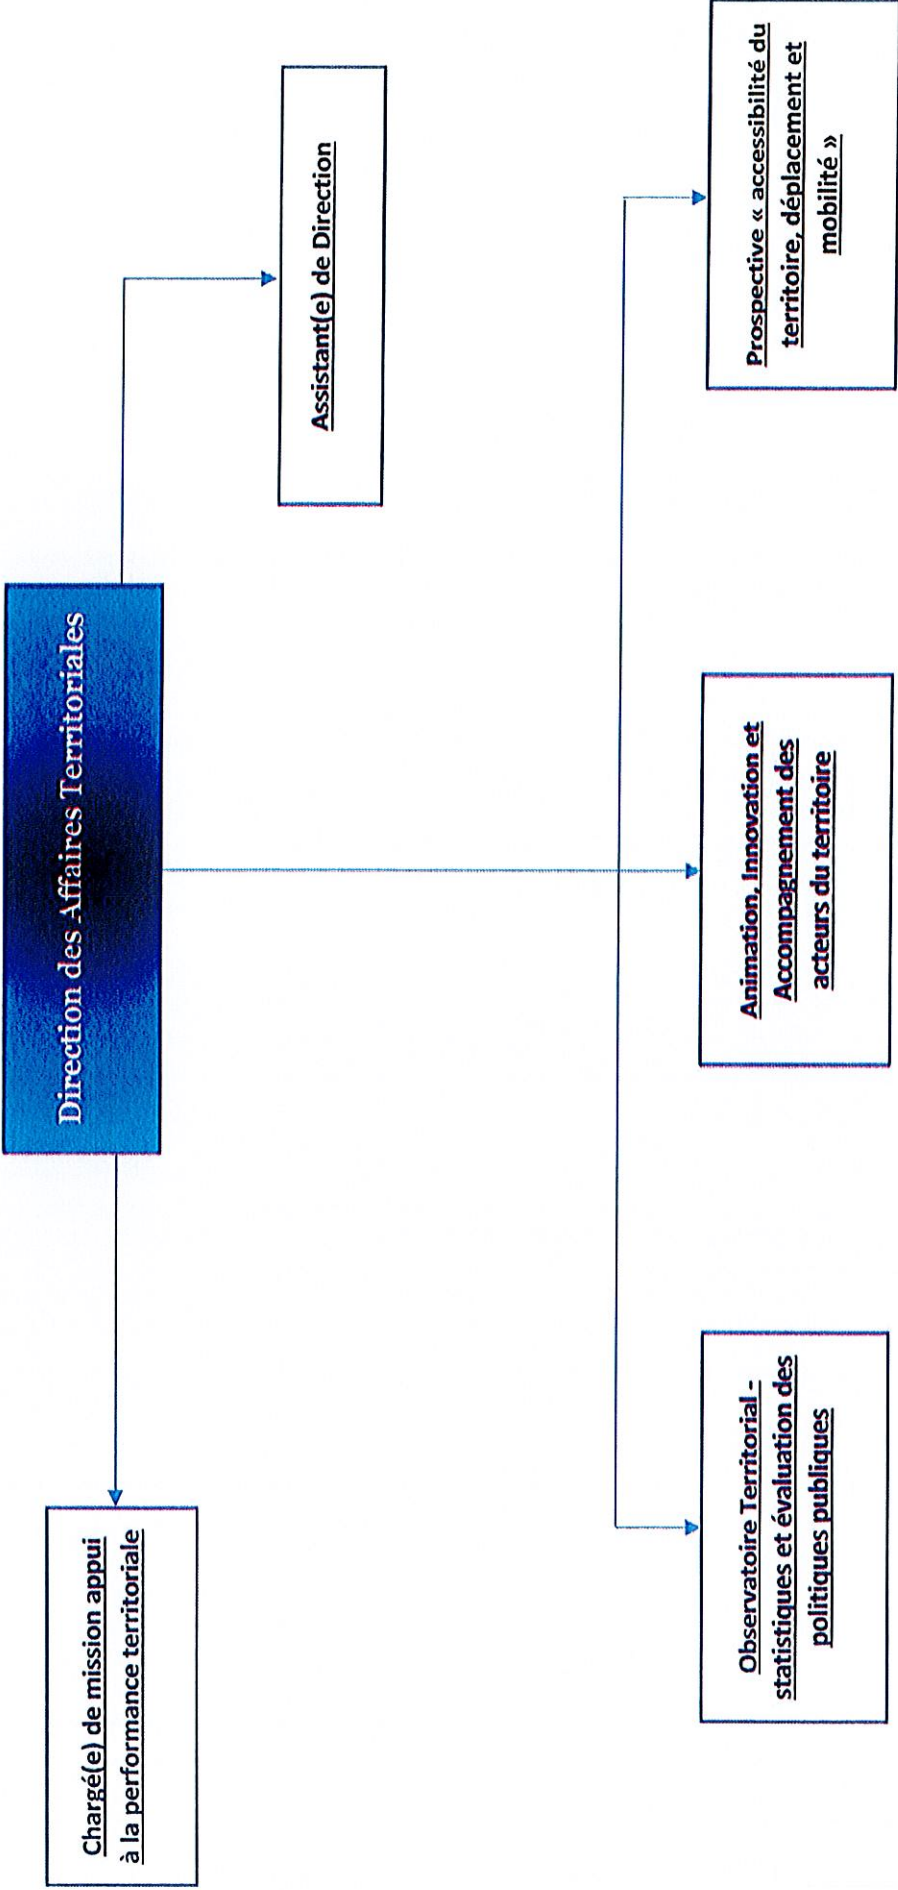 Direction des Affaires Territoriales
Chargé(e) de mission appui
à la performance territoriale
Assistant(e) de Direction
Observatoire Territorial -
statistiques et évaluation des
politiques publiques
Animation, Innovation et
Accompagnement des
acteurs du territoire
Prospective « accessibilité du
territoire, déplacement et
mobilité »